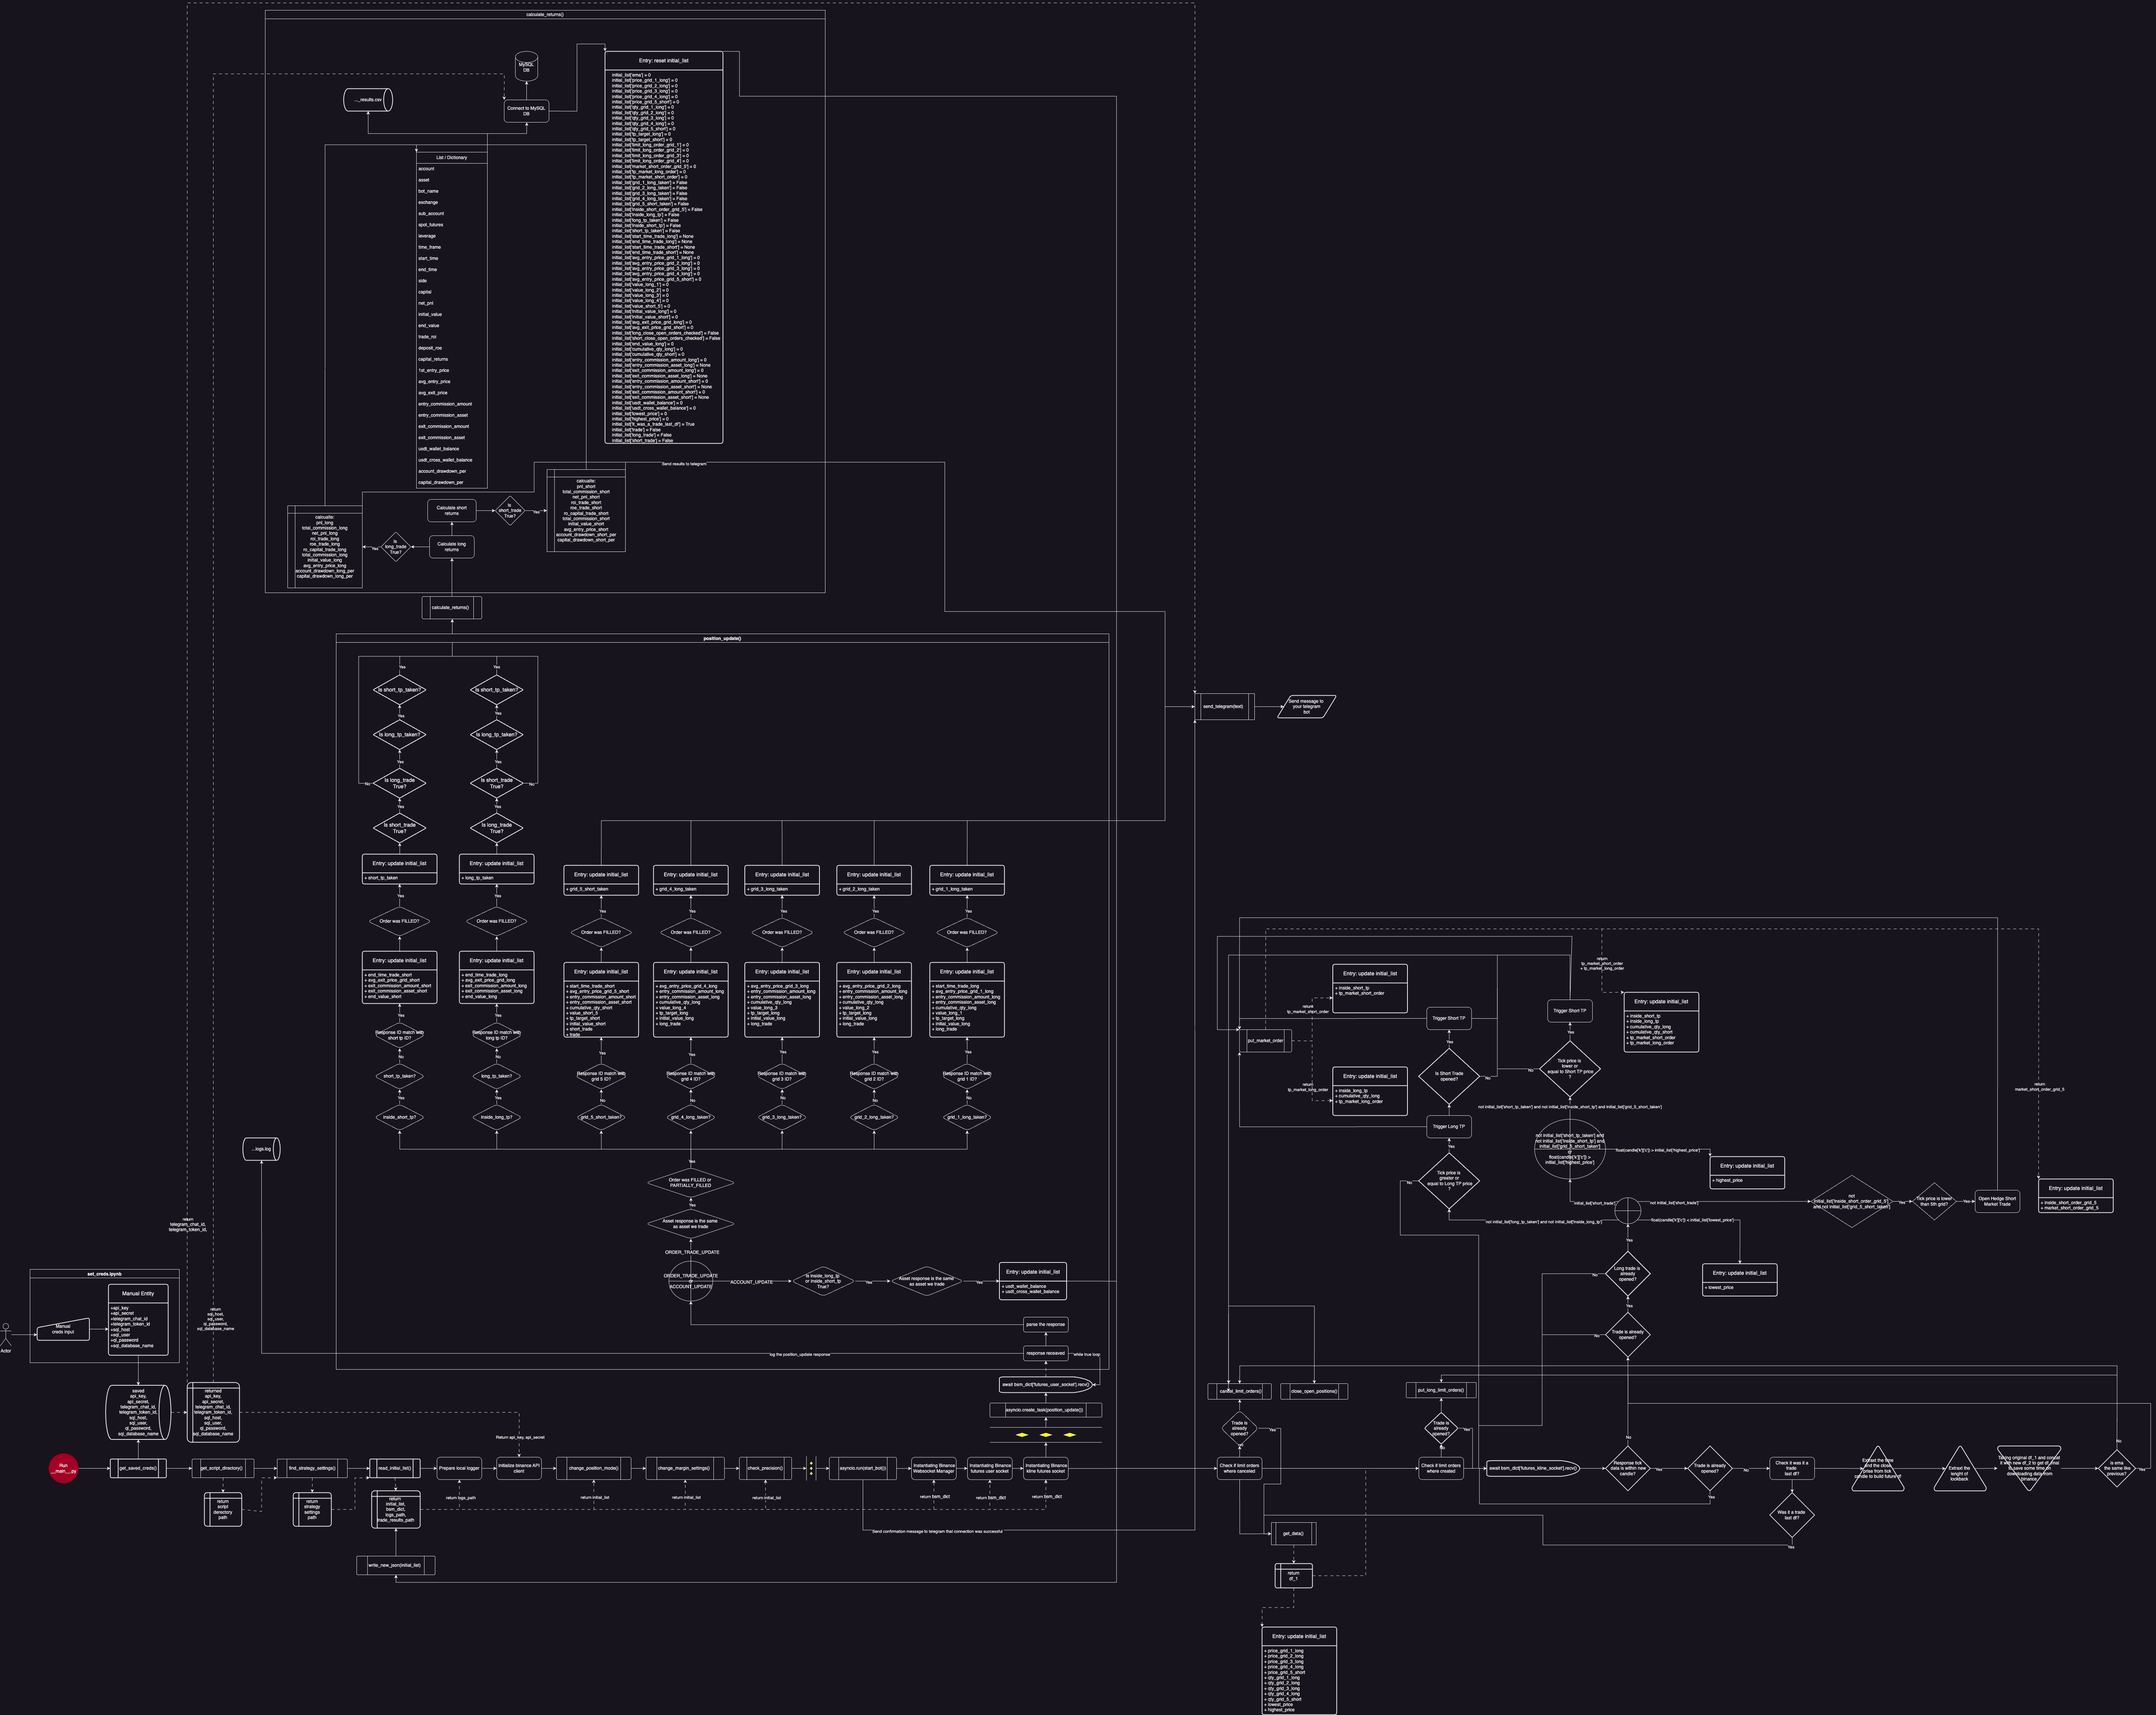 calculate_returns()
MySQL
DB
..._results.csv
Connect to MySQL
DB
Entry: reset initial_list
initial_list['ema'] = 0
initial_list['price_grid_1_long'] = 0
initial_list['price_grid_2_long'] = 0
initial_list['price_grid_3_long'] = 0
initial_list['price_grid_4_long'] = 0
initial_list['price_grid_5_short'] = 0
initial_list['qty_grid_1_long'] = 0
initial_list['qty_grid_2_long'] = 0
initial_list['qty_grid_3_long'] = 0
initial_list['qty_grid_4_long'] = 0
initial_list['qty_grid_5_short'] = 0
initial_list['tp_target_long'] = 0
initial_list['tp_target_short'] = 0
initial_list['limit_long_order_grid_1'] = 0
initial_list['limit_long_order_grid_2'] = 0
initial_list['limit_long_order_grid_3'] = 0
initial_list['limit_long_order_grid_4'] = 0
initial_list['market_short_order_grid_5'] = 0
initial_list['tp_market_long_order'] = 0
initial_list['tp_market_short_order'] = 0
initial_list['grid_1_long_taken'] = False
initial_list['grid_2_long_taken'] = False
initial_list['grid_3_long_taken'] = False
initial_list['grid_4_long_taken'] = False
initial_list['grid_5_short_taken'] = False
initial_list['inside_short_order_grid_5'] = False
initial_list['inside_long_tp'] = False
initial_list['long_tp_taken'] = False
initial_list['inside_short_tp'] = False
initial_list['short_tp_taken'] = False
initial_list['start_time_trade_long'] = None
initial_list['end_time_trade_long'] = None
initial_list['start_time_trade_short'] = None
initial_list['end_time_trade_short'] = None
initial_list['avg_entry_price_grid_1_long'] = 0
initial_list['avg_entry_price_grid_2_long'] = 0
initial_list['avg_entry_price_grid_3_long'] = 0
initial_list['avg_entry_price_grid_4_long'] = 0
initial_list['avg_entry_price_grid_5_short'] = 0
initial_list['value_long_1'] = 0
initial_list['value_long_2'] = 0
initial_list['value_long_3'] = 0
initial_list['value_long_4'] = 0
initial_list['value_short_5'] = 0
initial_list['initial_value_long'] = 0
initial_list['initial_value_short'] = 0
initial_list['avg_exit_price_grid_long'] = 0
initial_list['avg_exit_price_grid_short'] = 0
initial_list['long_close_open_orders_checked'] = False
initial_list['short_close_open_orders_checked'] = False
initial_list['end_value_long'] = 0
initial_list['cumulative_qty_long'] = 0
initial_list['cumulative_qty_short'] = 0
initial_list['entry_commission_amount_long'] = 0
initial_list['entry_commission_asset_long'] = None
initial_list['exit_commission_amount_long'] = 0
initial_list['exit_commission_asset_long'] = None
initial_list['entry_commission_amount_short'] = 0
initial_list['entry_commission_asset_short'] = None
initial_list['exit_commission_amount_short'] = 0
initial_list['exit_commission_asset_short'] = None
initial_list['usdt_wallet_balance'] = 0
initial_list['usdt_cross_wallet_balance'] = 0
initial_list['lowest_price'] = 0
initial_list['highest_price'] = 0
initial_list['it_was_a_trade_last_df'] = True
initial_list['trade'] = False
initial_list['long_trade'] = False
initial_list['short_trade'] = False
List / Dictionary
account
asset
bot_name
exchange
sub_account
spot_futures
leverage
time_frame
start_time
end_time
side
capital
net_pnl
initial_value
end_value
trade_roi
deposit_roe
capital_returns
1st_entry_price
avg_entry_price
avg_exit_price
entry_commission_amount
entry_commission_asset
exit_commission_amount
exit_commission_asset
usdt_wallet_balance
usdt_cross_wallet_balance
account_drawdown_per
capital_drawdown_per
Send results to telegram
calcualte:
pnl_short
total_commission_short
net_pnl_short
roi_trade_short
roe_trade_short
ro_capital_trade_short
total_commission_short
initial_value_short
avg_entry_price_short
account_drawdown_short_per
capital_drawdown_short_per
Calculate short
returns
Is
short_trade
True?
Yes
calcualte:
pnl_long
total_commission_long
net_pnl_long
roi_trade_long
roe_trade_long
ro_capital_trade_long
total_commission_long
initial_value_long
avg_entry_price_long
account_drawdown_long_per
capital_drawdown_long_per
Yes
Is
long_trade
True?
Calculate long
returns
calculate_returns()
position_update()
Yes
Yes
Is short_tp_taken?
Is short_tp_taken?
Yes
Yes
Is long_tp_taken?
Is long_tp_taken?
Yes
Yes
No
Is long_trade
True?
Is short_trade
True?
No
Yes
Yes
Is short_trade
True?
Is long_trade
True?
Entry: update initial_list
+ short_tp_taken
Entry: update initial_list
+ long_tp_taken
Entry: update initial_list
+ grid_5_short_taken
Entry: update initial_list
+ grid_4_long_taken
Entry: update initial_list
+ grid_3_long_taken
Entry: update initial_list
+ grid_2_long_taken
Entry: update initial_list
+ grid_1_long_taken
Yes
Yes
Yes
Yes
Yes
Yes
Yes
Order was FILLED?
Order was FILLED?
Order was FILLED?
Order was FILLED?
Order was FILLED?
Order was FILLED?
Order was FILLED?
Entry: update initial_list
+ end_time_trade_short
+ avg_exit_price_grid_short
+ exit_commission_amount_short
+ exit_commission_asset_short
+ end_value_short
Entry: update initial_list
+ end_time_trade_long
+ avg_exit_price_grid_long
+ exit_commission_amount_long
+ exit_commission_asset_long
+ end_value_long
Entry: update initial_list
+ start_time_trade_short
+ avg_entry_price_grid_5_short
+ entry_commission_amount_short
+ entry_commission_asset_short
+ cumulative_qty_short
+ value_short_5
+ tp_target_short
+ initial_value_short
+ short_trade
+ trade
Entry: update initial_list
+ avg_entry_price_grid_4_long
+ entry_commission_amount_long
+ entry_commission_asset_long
+ cumulative_qty_long
+ value_long_4
+ tp_target_long
+ initial_value_long
+ long_trade
Entry: update initial_list
+ avg_entry_price_grid_3_long
+ entry_commission_amount_long
+ entry_commission_asset_long
+ cumulative_qty_long
+ value_long_3
+ tp_target_long
+ initial_value_long
+ long_trade
Entry: update initial_list
+ avg_entry_price_grid_2_long
+ entry_commission_amount_long
+ entry_commission_asset_long
+ cumulative_qty_long
+ value_long_2
+ tp_target_long
+ initial_value_long
+ long_trade
Entry: update initial_list
+ start_time_trade_long
+ avg_entry_price_grid_1_long
+ entry_commission_amount_long
+ entry_commission_asset_long
+ cumulative_qty_long
+ value_long_1
+ tp_target_long
+ initial_value_long
+ long_trade
Yes
Yes
Yes
Yes
Yes
Yes
Yes
Response ID match with
short tp ID?
Response ID match with
long tp ID?
Response ID match with
grid 5 ID?
Response ID match with
grid 4 ID?
Response ID match with
grid 3 ID?
Response ID match with
grid 2 ID?
Response ID match with
grid 1 ID?
No
No
No
No
No
No
No
short_tp_taken?
long_tp_taken?
Yes
Yes
inside_short_tp?
inside_long_tp?
grid_5_short_taken?
grid_4_long_taken?
grid_3_long_taken?
grid_2_long_taken?
grid_1_long_taken?
Yes
Order was FILLED or
PARTIALLY_FILLED
Yes
Asset response is the same
as asset we trade
ORDER_TRADE_UPDATE
ORDER_TRADE_UPDATE
or
ACCOUNT_UPDATE
ACCOUNT_UPDATE
Is inside_long_tp
or inside_short_tp
True?
Yes
Asset response is the same
as asset we trade
Yes
Entry: update initial_list
+ usdt_wallet_balance
+ usdt_cross_wallet_balance
parse the response
response receaved
while true loop
log the position_update response
...logs.log
await bsm_dict['futures_user_socket'].recv()
asyncio.create_task(position_update())
send_telegram(text)
Send message to
your telegram
bot
set_creds.ipynb
Actor
Manual
creds input
Manual Entity
+api_key
+api_secret
+telegram_chat_id
+telegram_token_id
+sql_host
+sql_user
+ql_password
+sql_database_name
return
telegram_chat_id,
telegram_token_id,
return
sql_host,
sql_user,
ql_password,
sql_database_name
saved
api_key,
api_secret,
telegram_chat_id,
telegram_token_id,
sql_host,
sql_user,
ql_password,
sql_database_name
returned
api_key,
api_secret,
telegram_chat_id,
telegram_token_id,
sql_host,
sql_user,
ql_password,
sql_database_name
Return api_key, api_secret
Run
__main__.py
get_saved_creds()
get_script_directory()
find_strategy_settings()
read_initial_list()
Prepare local logger
Initialize binance API
client
change_position_mode()
change_margin_settings()
check_precision()
asyncio.run(start_bot())
Instantiating Binance
Websocket Manager
Instantiating Binance
futures user socket
Instantiating Binance
kline futures socket
return
script
derectory
path
return
strategy
settings
path
return
initial_list,
bsm_dict,
logs_path,
trade_results_path
return logs_path
return initial_list
return initial_list
return initial_list
return bsm_dict
return bsm_dict
return bsm_dict
Send confirmation message to telegram that connection was successful
write_new_json(initial_list)
return
tp_market_short_order
+ tp_market_long_order
Entry: update initial_list
+ inside_short_tp
+ tp_market_short_order
return
tp_market_short_order
Trigger Short TP
Trigger Short TP
Entry: update initial_list
+ inside_short_tp
+ inside_long_tp
+ cumulative_qty_long
+ cumulative_qty_short
+ tp_market_short_order
+ tp_market_long_order
put_market_order
Yes
Yes
Is Short Trade
opened?
No
No
Tick price is
lower or
equal to Short TP price
?
return
tp_market_long_order
Entry: update initial_list
+ inside_long_tp
+ cumulative_qty_long
+ tp_market_long_order
return
market_short_order_grid_5
not initial_list['short_tp_taken'] and not initial_list['inside_short_tp'] and initial_list['grid_5_short_taken']
Trigger Long TP
Yes
not initial_list['short_tp_taken'] and
not initial_list['inside_short_tp'] and
initial_list['grid_5_short_taken']
or
float(candle['k']['c']) >
initial_list['highest_price']
float(candle['k']['c']) > initial_list['highest_price']
Entry: update initial_list
+ highest_price
No
Tick price is
greater or
equal to Long TP price
?
initial_list['short_trade']
not initial_list['short_trade']
not
initial_list['inside_short_order_grid_5']
and not initial_list['grid_5_short_taken']
Yes
Tick price is lower
than 5th grid?
Yes
Open Hedge Short
Market Trade
Entry: update initial_list
+ inside_short_order_grid_5
+ market_short_order_grid_5
not initial_list['long_tp_taken'] and not initial_list['inside_long_tp']
float(candle['k']['c']) < initial_list['lowest_price']
Yes
No
Long trade is
already
opened?
Entry: update initial_list
+ lowest_price
Yes
No
Trade is already
opened?
cancel_limit_orders()
close_open_positions()
put_long_limit_orders()
Trade is
already
opened?
Yes
No
Trade is
already
opened?
Yes
No
Check if limit orders
where canceled
Check if limit orders
where created
await bsm_dict['futures_kline_socket'].recv()
No
Response tick
data is within new
candle?
Yes
Trade is already
opened?
No
Yes
Check it was it a
trade
last df?
Was it a trade
last df?
Yes
Extract the time
and the close
price from tick
candle to build future df
Extract the
lenght of
lookback
Taking original df_1 and concat
it with new df_2 to get df_final
to save some time on
downloading data from
binance
No
Is ema
the same like
previous?
Yes
get_data()
return
df_1
Entry: update initial_list
+ price_grid_1_long
+ price_grid_2_long
+ price_grid_3_long
+ price_grid_4_long
+ price_grid_5_short
+ qty_grid_1_long
+ qty_grid_2_long
+ qty_grid_3_long
+ qty_grid_4_long
+ qty_grid_5_short
+ lowest_price
+ highest_price